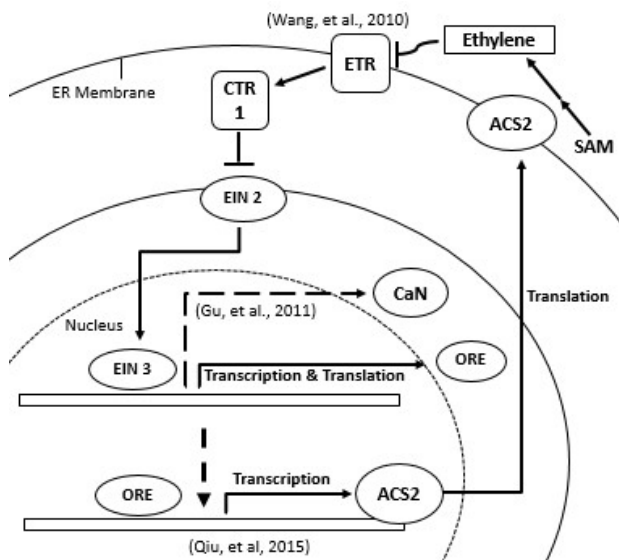 (Wang, et al., 2010)
Ethylene
ETR
ER Membrane
CTR
1
ACS2
SAM
EIN 2
CaN
Translation
(Gu, et al., 2011)
Nucleus
ORE
EIN 3
Transcription & Translation
Transcription
ORE
ACS2
(Qiu, et al, 2015)